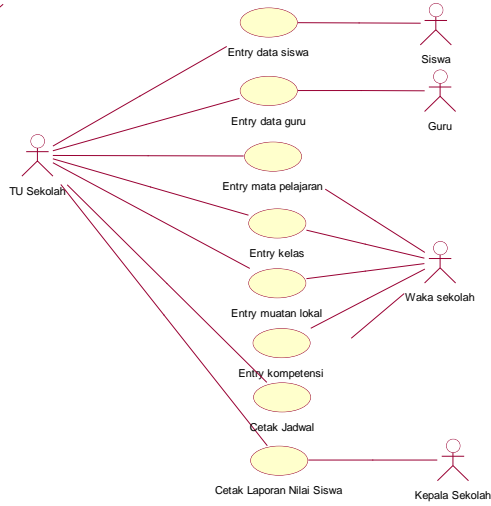 Entry data siswa
Siswa
Entry data guru
Guru
TU Sekolah
Entry mata pelajaran
Entry kelas
Waka sekolah
Entry muatan lokal
Entry kompetensi
Cetak Jadwal
Cetak Laporan Nilai Siswa
Kepala Sekolah